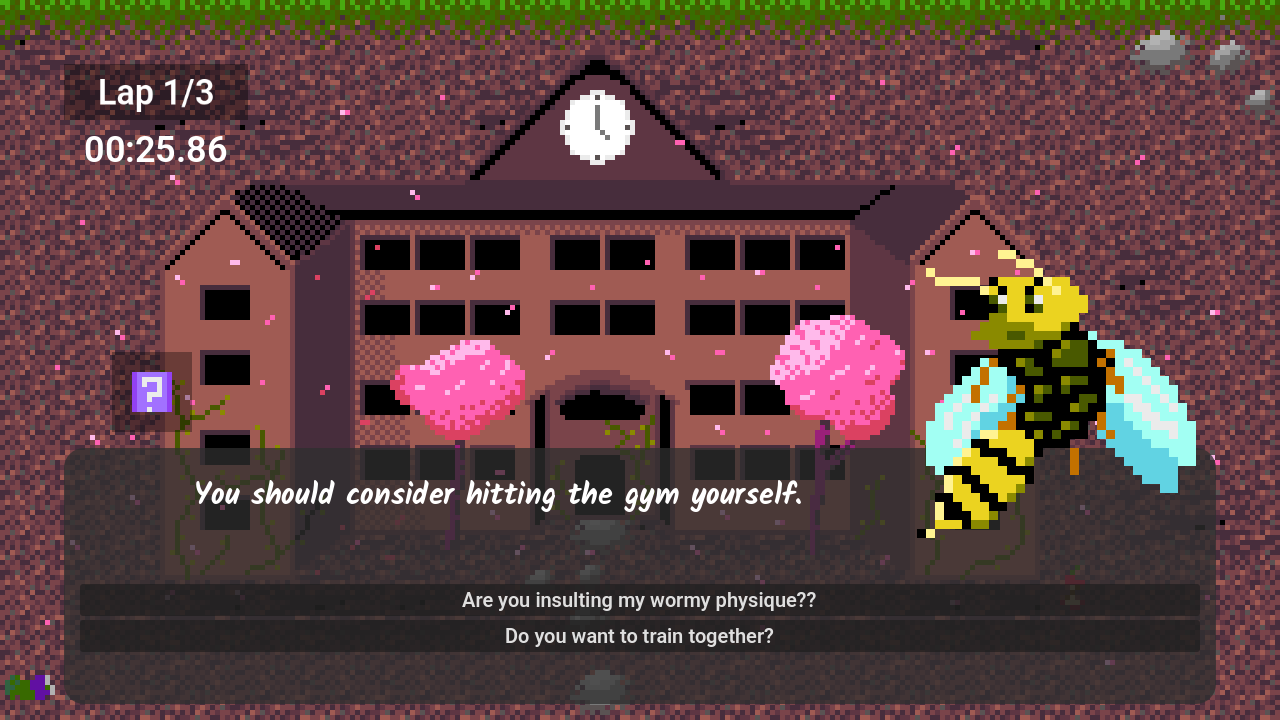 Lap 1/3
00:25.86
?
You should consider hitting the gym yourself.
Are you insulting my wormy physique??
Do you want to train together?